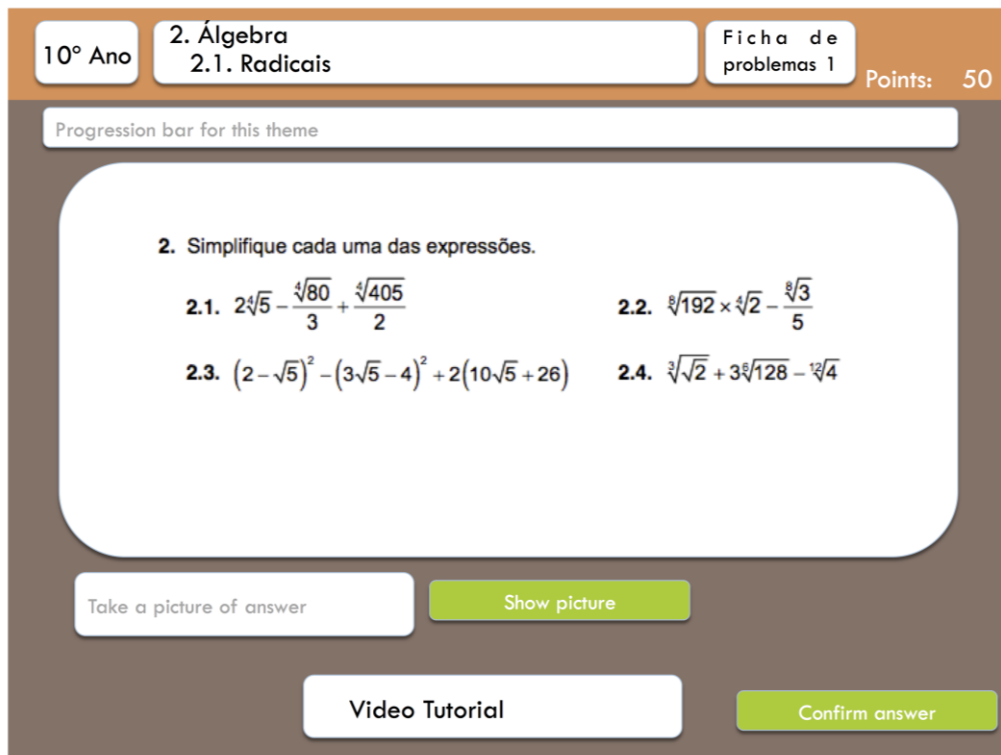 10º Ano
2. Álgebra
2.1. Radicais
Ficha de
problemas 1
Points: 50
Progression bar for this theme
2. Simplifique cada uma das expressões.
2.1. 2∜5 − ∜80/3 + ∜405/2
2.2. ⁸√192 × ∜2 − ⁸√3/5
2.3. (2 − √5)² − (3√5 − 4)² + 2(10√5 + 26)
2.4. ∛√2 + 3⁶√128 − ¹²√4
Take a picture of answer
Show picture
Video Tutorial
Confirm answer